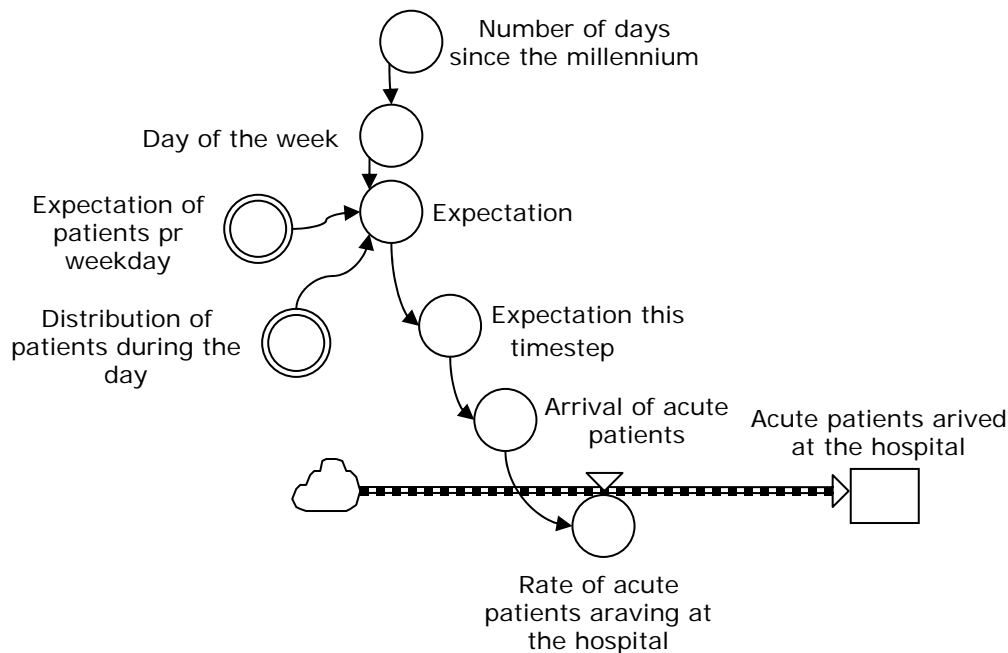 Number of days
since the millennium
Day of the week
Expectation of
patients pr
weekday
Expectation
Distribution of
patients during the
day
Expectation this
timestep
Arrival of acute
patients
Acute patients arived
at the hospital
Rate of acute
patients araving at
the hospital